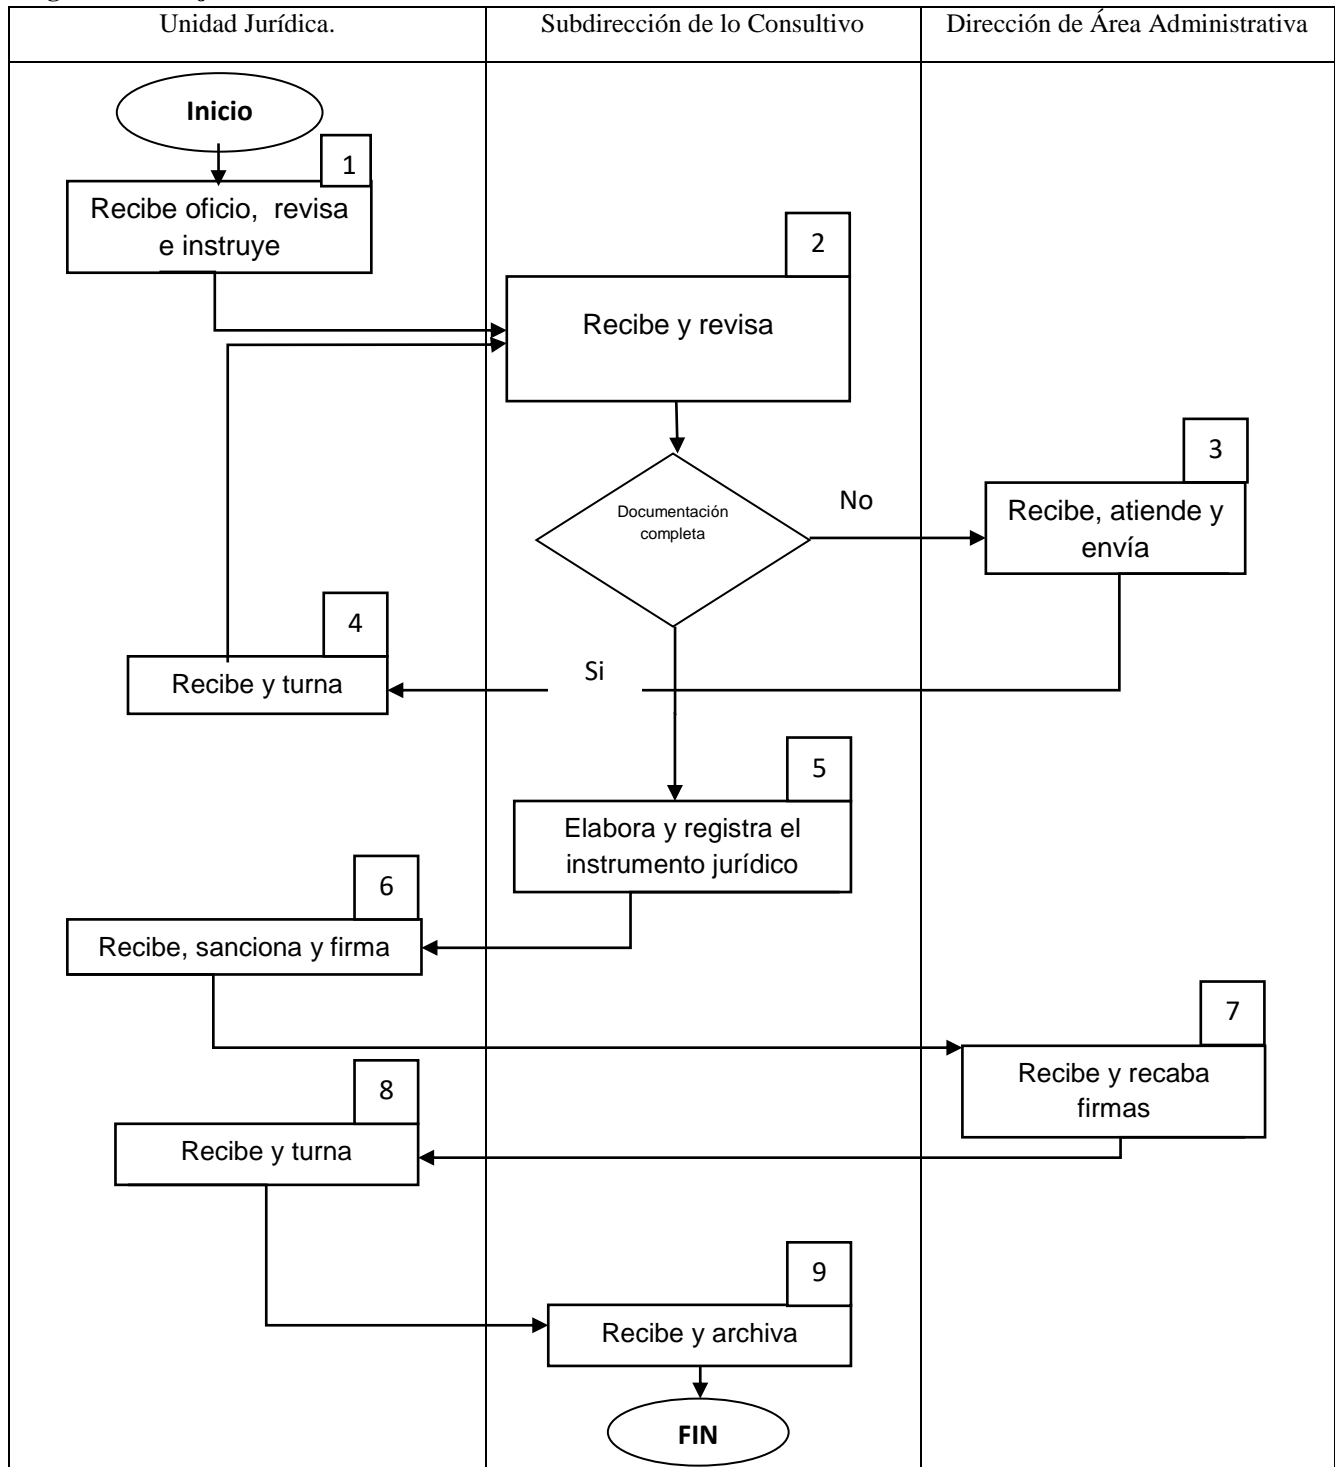 Unidad Jurídica.
Subdirección de lo Consultivo
Dirección de Área Administrativa
Inicio
1
Recibe oficio, revisa
e instruye
2
Recibe y revisa
Documentación
completa
No
3
Recibe, atiende y
envía
4
Recibe y turna
Si
5
Elabora y registra el
instrumento jurídico
6
Recibe, sanciona y firma
7
Recibe y recaba
firmas
8
Recibe y turna
9
Recibe y archiva
FIN